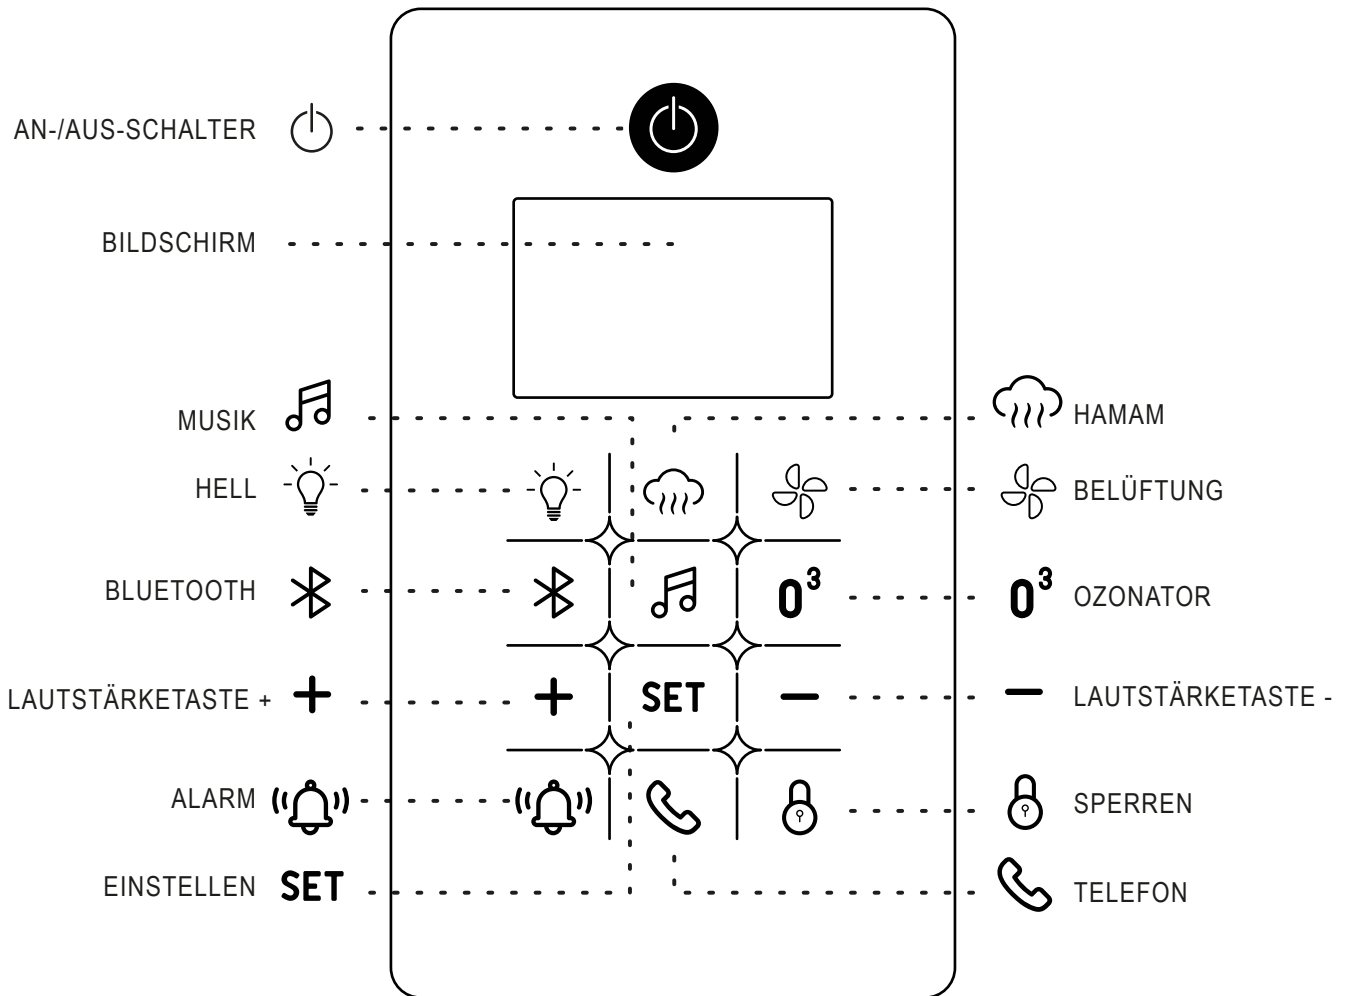 AN-/AUS-SCHALTER
BILDSCHIRM
MUSIK
HAMAM
HELL
BELÜFTUNG
BLUETOOTH
0³
0³ OZONATOR
LAUTSTÄRKETASTE +
+
SET
-
- LAUTSTÄRKETASTE -
ALARM
SPERREN
EINSTELLEN SET
TELEFON